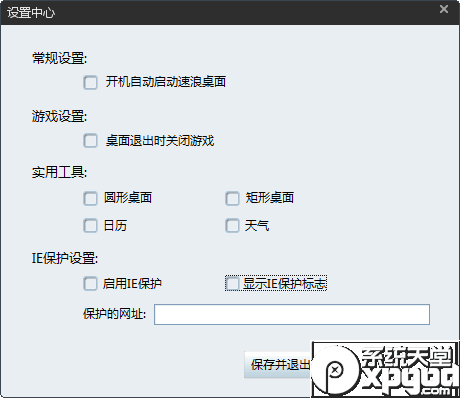 设置中心
常规设置:
开机自动启动速浪桌面
游戏设置:
桌面退出时关闭游戏
实用工具:
圆形桌面 矩形桌面
日历 天气
IE保护设置:
启用IE保护 显示IE保护标志
保护的网址:
保存并退出
系统天堂
pxpgod.com